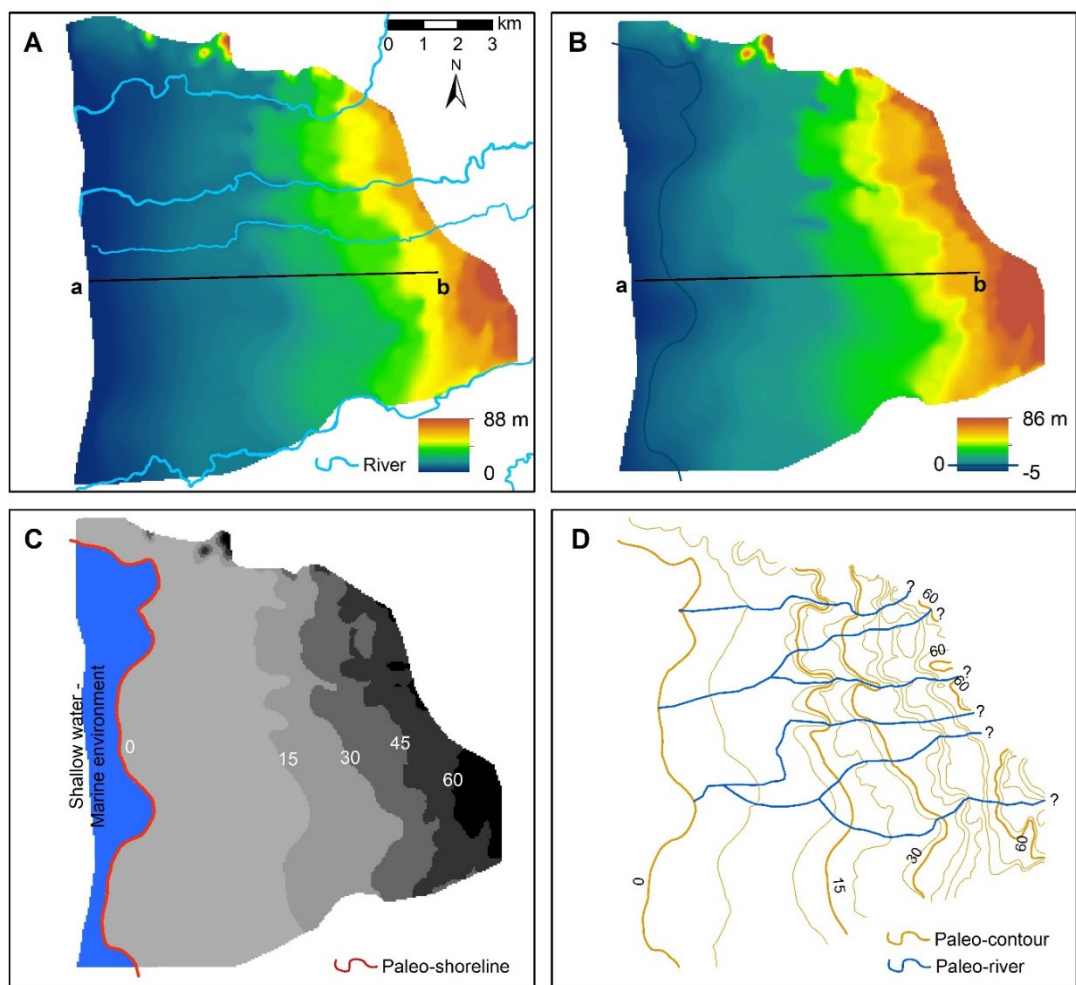 A
km
0 1 2 3
N
a
b
River
88 m
0
B
a
b
86 m
0
-5
C
Shallow water -
Marine environment
0
15
30
45
60
Paleo-shoreline
D
?
60
?
60
?
60
?
?
?
0
15
30
60
Paleo-contour
Paleo-river